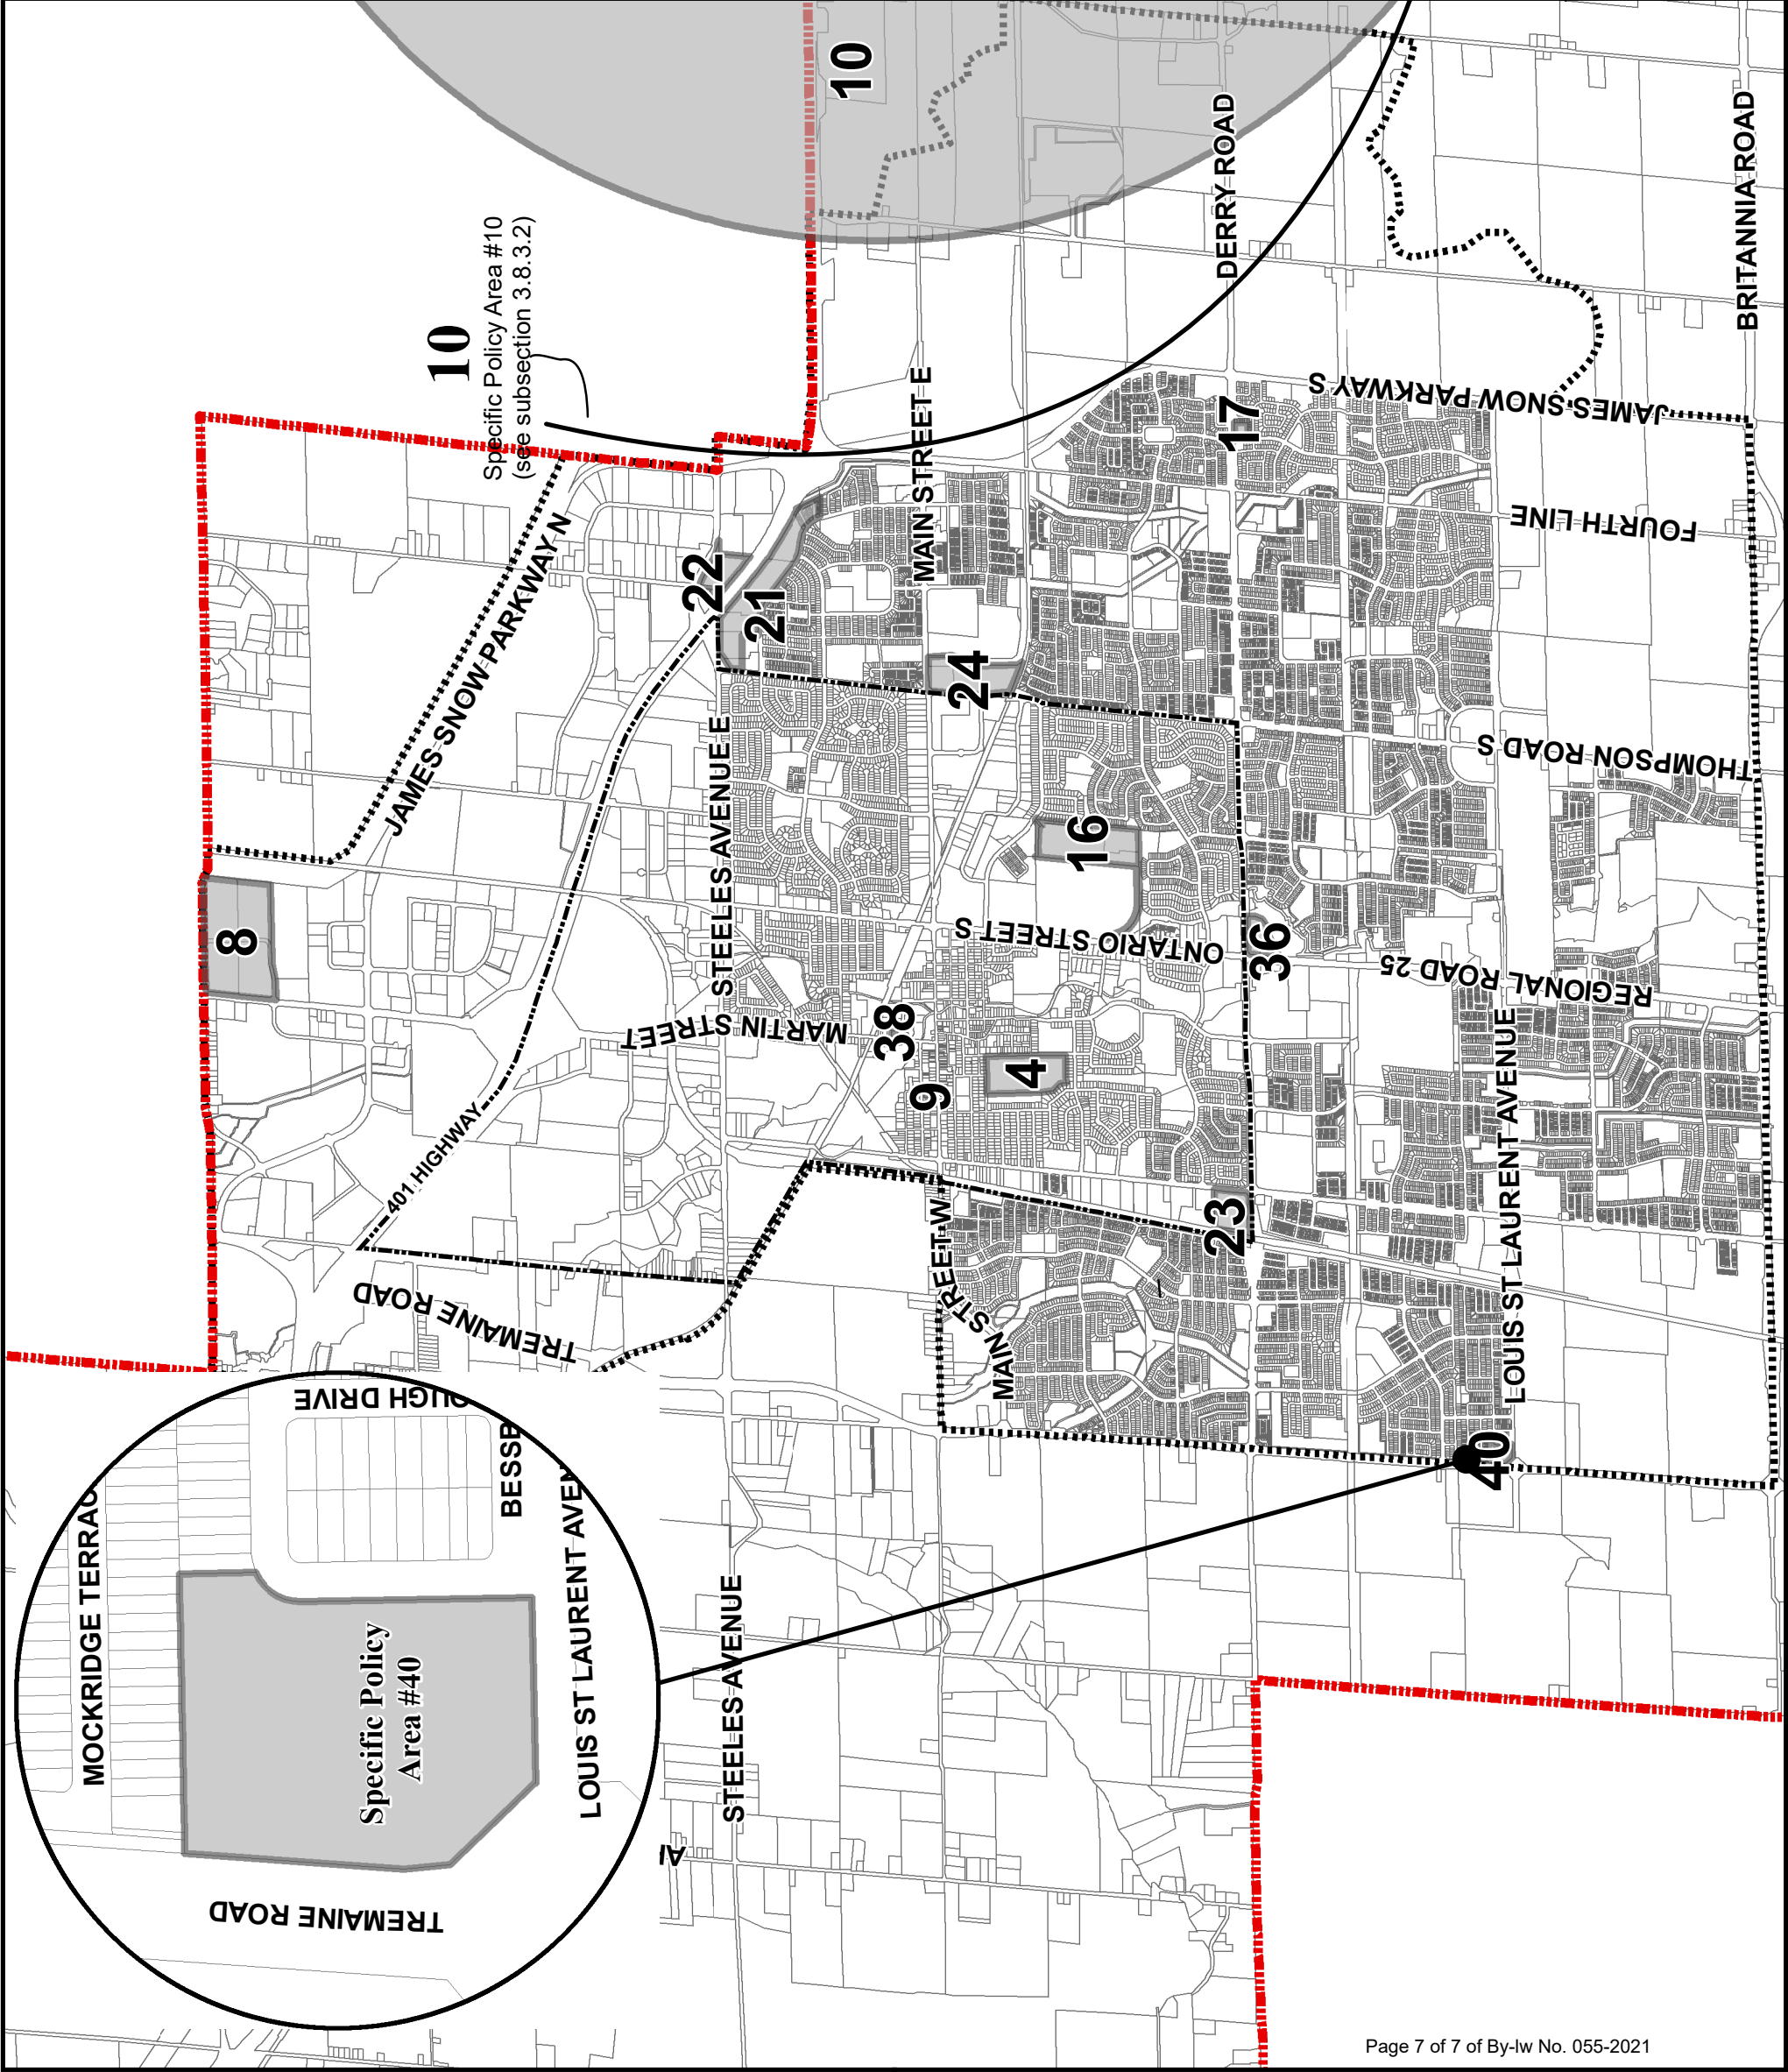 10
Specific Policy Area #10
(see subsection 3.8.3.2)
10
DERRY ROAD
BRITANNIA ROAD
JAMES SNOW PARKWAY S
17
MAIN STREET E
FOURTH LINE
JAMES SNOW PARKWAY N
22
21
24
THOMPSON ROAD S
STEELES AVENUE E
16
8
ONTARIO STREET S
36
REGIONAL ROAD 25
MARTIN STREET
38
4
9
LOUIS ST LAURENT AVENUE
401 HIGHWAY
23
MAIN STREET W
TREMAINE ROAD
40
STEELES AVENUE
AI
MOCKRIDGE TERRAC
OUGH DRIVE
BESSB
LOUIS ST LAURENT AVEN
Specific Policy
Area #40
TREMAINE ROAD
Page 7 of 7 of By-lw No. 055-2021